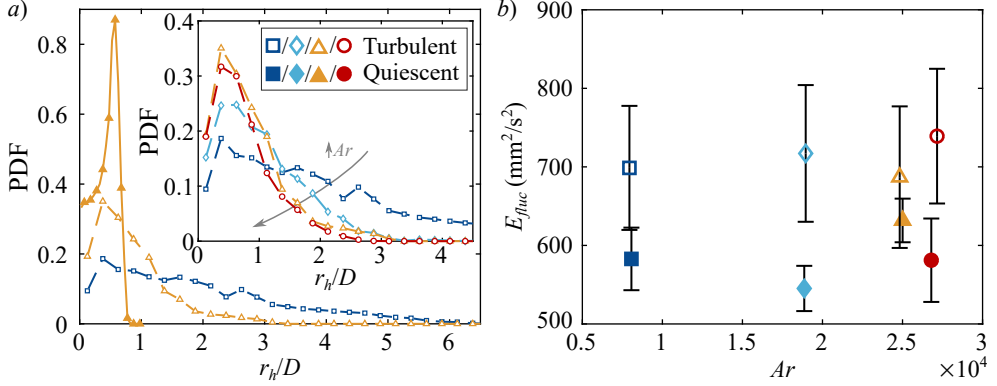 a)
PDF
0.8
0.6
0.4
0.2
0
0 1 2 3 4 5 6
r_h/D
PDF
0.4
0.3
0.2
0.1
0
0 1 2 3 4
r_h/D
□/◇/△/○ Turbulent
■/◆/▲/● Quiescent
Ar
b)
E_fluc (mm²/s²)
900
800
700
600
500
0.5 1 1.5 2 2.5 3
Ar
×10⁴